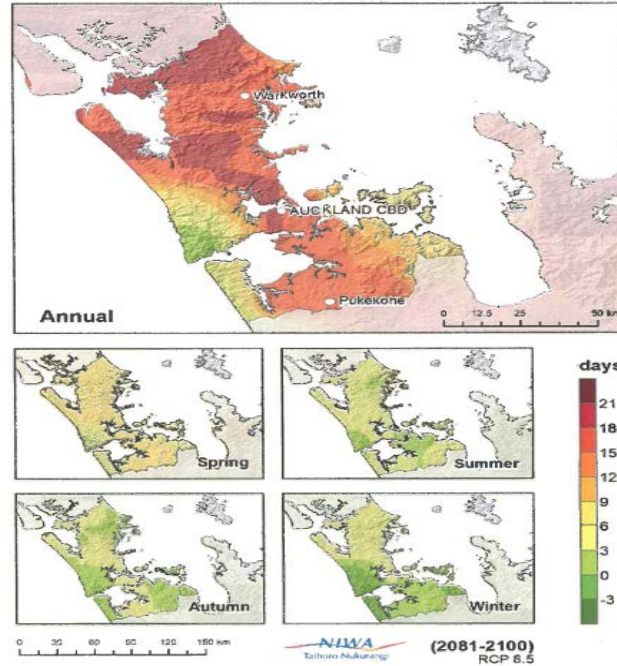 Warkworth
AUCKLAND CBD
Pukekohe
Annual
0 12.5 25 50 km
Spring
Summer
Autumn
Winter
days
21
18
15
12
9
6
3
0
-3
0 30 60 90 120 150 km
NIWA
Taihoro Nukurangi
(2081-2100)
RCP 8.5